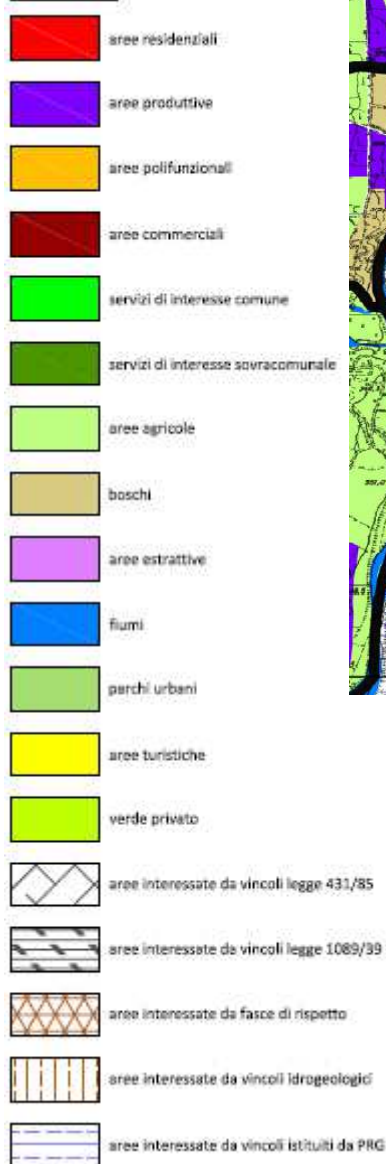 aree residenziali
aree produttive
aree polifunzionali
aree commerciali
servizi di interesse comune
servizi di interesse sovracomunale
aree agricole
boschi
aree estrattive
fiumi
parchi urbani
aree turistiche
verde privato
aree interessate da vincoli legge 431/85
aree interessate da vincoli legge 1089/39
aree interessate da fasce di rispetto
aree interessate da vincoli idrogeologici
aree interessate da vincoli istituiti da PRG